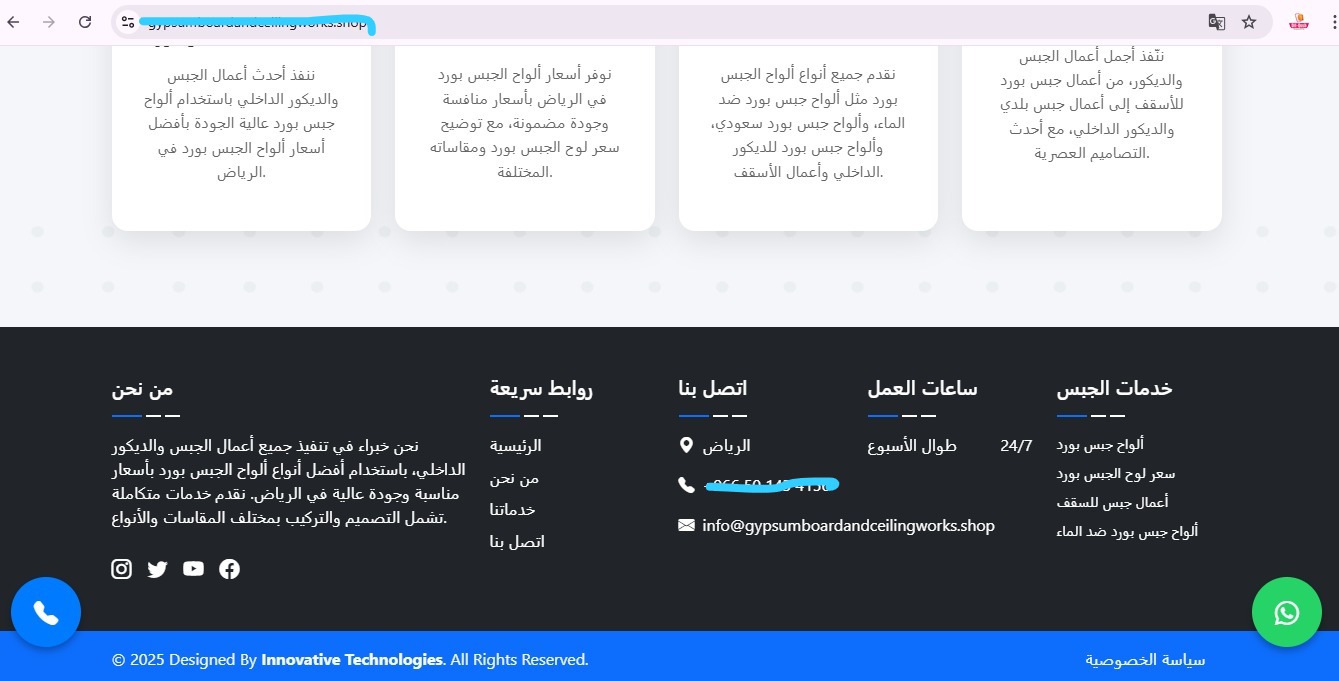 ننفذ أحدث أعمال الجبس
والديكور الداخلي باستخدام ألواح
جبس بورد عالية الجودة بأفضل
أسعار ألواح الجبس بورد في
الرياض.
نوفر أسعار ألواح الجبس بورد
في الرياض بأسعار منافسة
وجودة مضمونة، مع توضيح
سعر لوح الجبس بورد ومقاساته
المختلفة.
نقدم جميع أنواع ألواح الجبس
بورد مثل ألواح جبس بورد ضد
الماء، وألواح جبس بورد سعودي،
وألواح جبس بورد للديكور
الداخلي وأعمال الأسقف.
ننّفذ أجمل أعمال الجبس
والديكور، من أعمال جبس بورد
للأسقف إلى أعمال جبس بلدي
والديكور الداخلي، مع أحدث
التصاميم العصرية.
من نحن
نحن خبراء في تنفيذ جميع أعمال الجبس والديكور
الداخلي، باستخدام أفضل أنواع ألواح الجبس بورد بأسعار
مناسبة وجودة عالية في الرياض. نقدم خدمات متكاملة
تشمل التصميم والتركيب بمختلف المقاسات والأنواع.
روابط سريعة
الرئيسية
من نحن
خدماتنا
اتصل بنا
اتصل بنا
الرياض
info@gypsumboardandceilingworks.shop
ساعات العمل
طوال الأسبوع 24/7
خدمات الجبس
ألواح جبس بورد
سعر لوح الجبس بورد
أعمال جبس للسقف
ألواح جبس بورد ضد الماء
© 2025 Designed By Innovative Technologies. All Rights Reserved.
سياسة الخصوصية